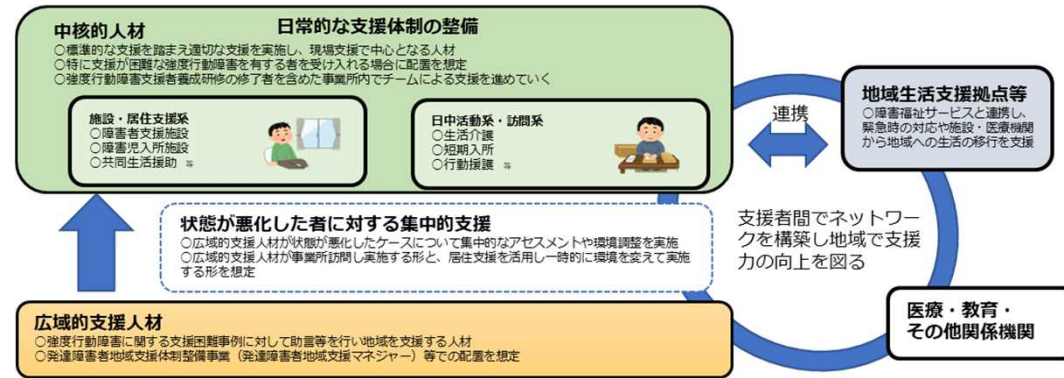 中核的人材
日常的な支援体制の整備
○標準的な支援を踏まえ適切な支援を実施し、現場支援で中心となる人材
○特に支援が困難な強度行動障害を有する者を受け入れる場合に配置を想定
○強度行動障害支援者養成研修の修了者を含めた事業所内でチームによる支援を進めていく
施設・居住支援系
○障害者支援施設
○障害児入所施設
○共同生活援助 等
日中活動系・訪問系
○生活介護
○短期入所
○行動援護 等
連携
地域生活支援拠点等
○障害福祉サービスと連携し、
緊急時の対応や施設・医療機関
から地域への生活の移行を支援
状態が悪化した者に対する集中的支援
○広域的支援人材が状態が悪化したケースについて集中的なアセスメントや環境調整を実施
○広域的支援人材が事業所訪問し実施する形と、居住支援を活用し一時的に環境を変えて実施
する形を想定
支援者間でネットワー
クを構築し地域で支援
力の向上を図る
広域的支援人材
○強度行動障害に関する支援困難事例に対して助言等を行い地域を支援する人材
○発達障害者地域支援体制整備事業（発達障害者地域支援マネジャー）等での配置を想定
医療・教育・
その他関係機関